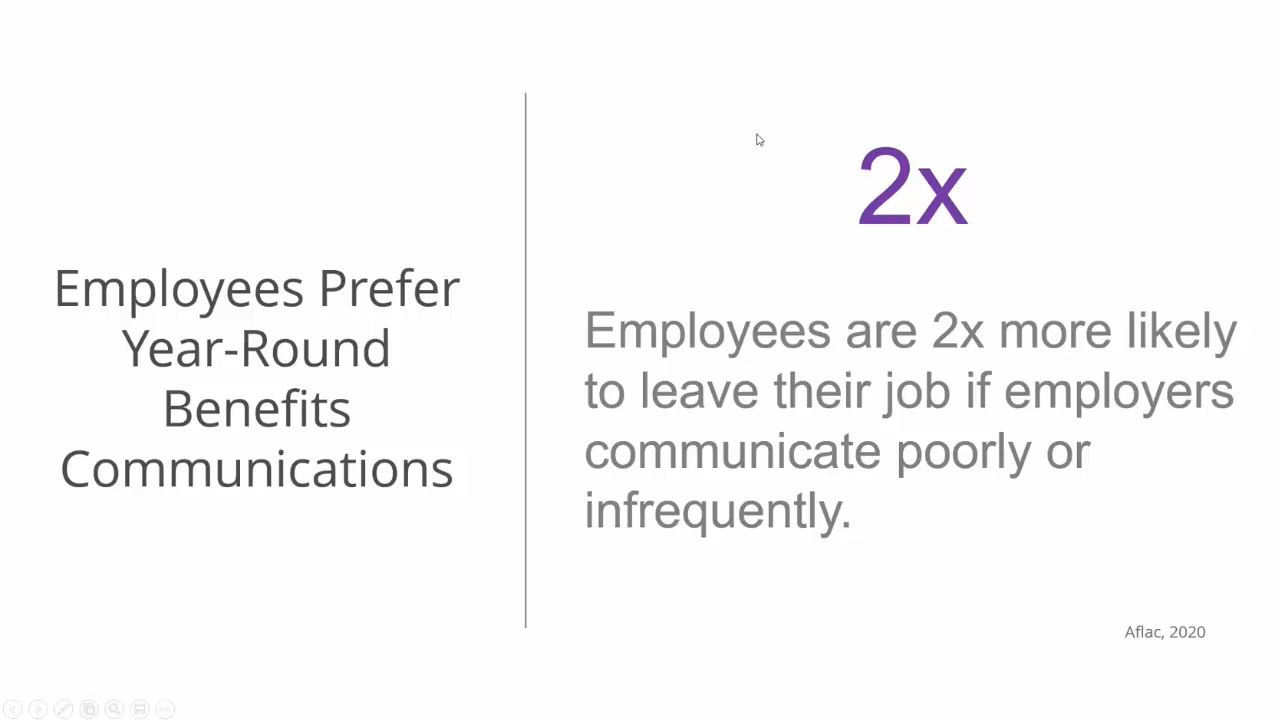 Employees Prefer
Year-Round
Benefits
Communications
2x
Employees are 2x more likely
to leave their job if employers
communicate poorly or
infrequently.
Aflac, 2020